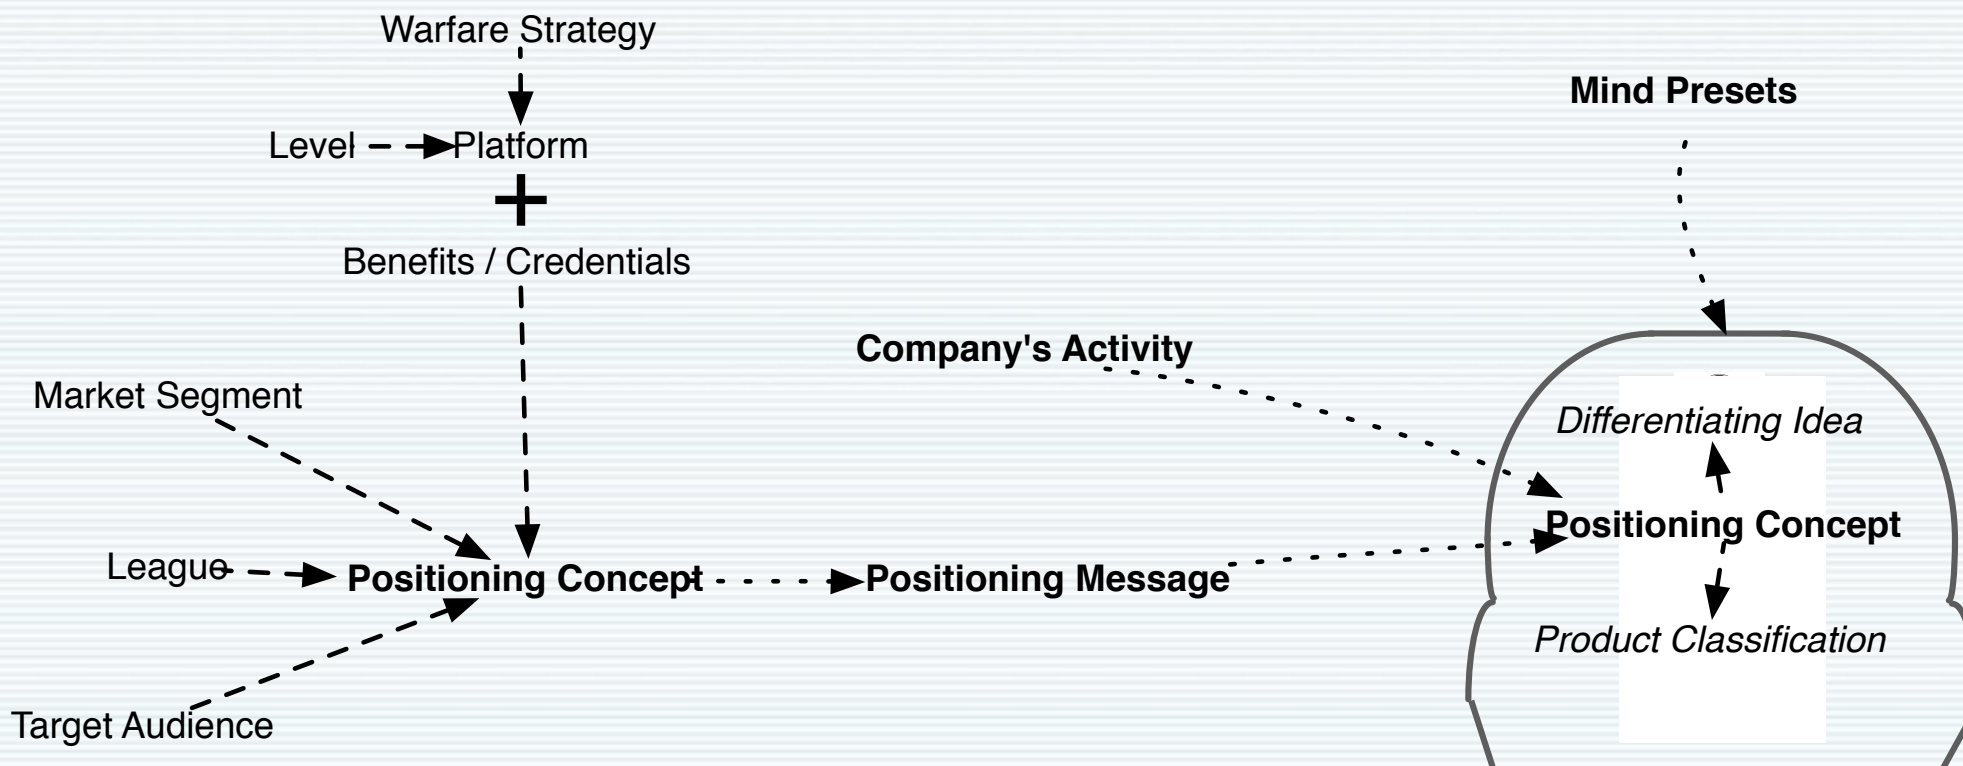 Warfare Strategy
Mind Presets
Level
Platform
+
Benefits / Credentials
Company's Activity
Market Segment
Differentiating Idea
Positioning Concept
League
Positioning Concept
Positioning Message
Product Classification
Target Audience